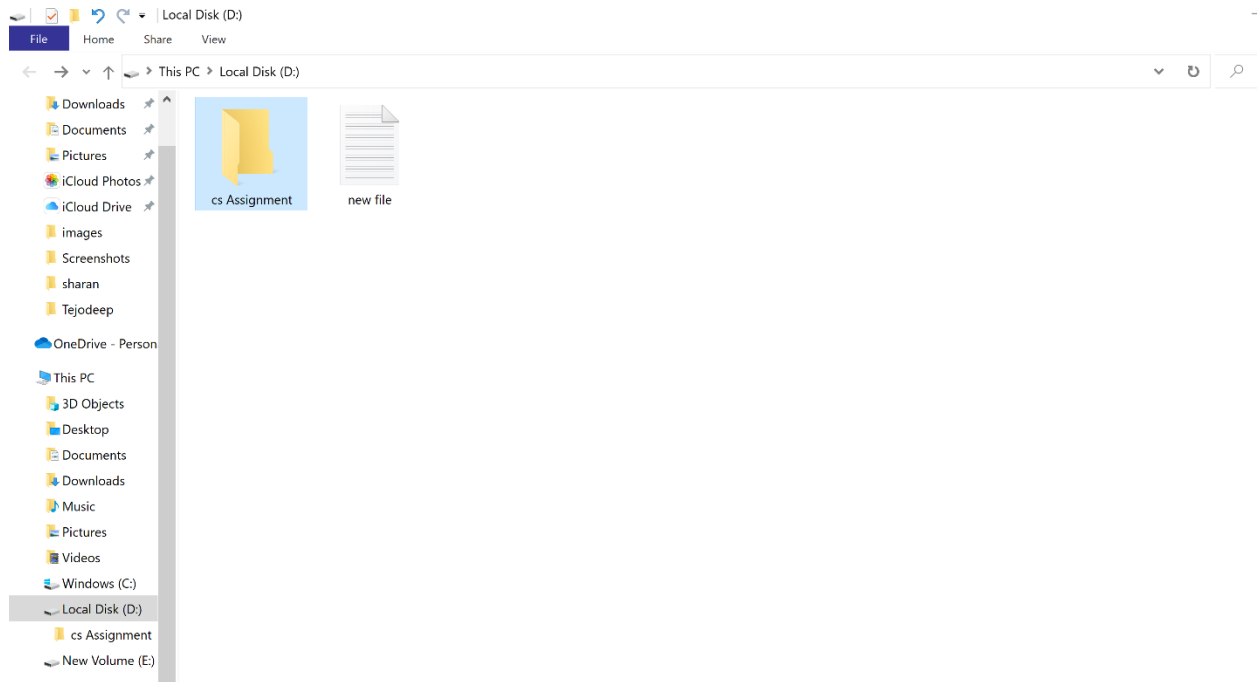 Local Disk (D:)
File Home Share View
This PC > Local Disk (D:)
Downloads
Documents
Pictures
iCloud Photos
iCloud Drive
images
Screenshots
sharan
Tejodeep
OneDrive - Person
This PC
3D Objects
Desktop
Documents
Downloads
Music
Pictures
Videos
Windows (C:)
Local Disk (D:)
cs Assignment
New Volume (E:)
cs Assignment new file